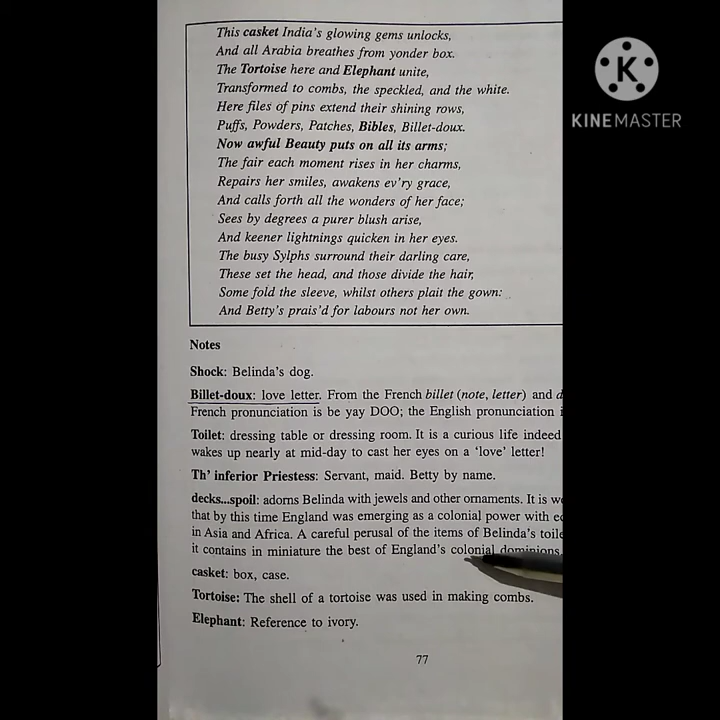 This casket India's glowing gems unlocks,
And all Arabia breathes from yonder box.
The Tortoise here and Elephant unite,
Transformed to combs, the speckled, and the white.
Here files of pins extend their shining rows,
Puffs, Powders, Patches, Bibles, Billet-doux.
Now awful Beauty puts on all its arms;
The fair each moment rises in her charms,
Repairs her smiles, awakens ev'ry grace,
And calls forth all the wonders of her face;
Sees by degrees a purer blush arise,
And keener lightnings quicken in her eyes.
The busy Sylphs surround their darling care,
These set the head, and those divide the hair,
Some fold the sleeve, whilst others plait the gown:
And Betty's prais'd for labours not her own.
Notes
Shock: Belinda's dog.
Billet-doux: love letter. From the French billet (note, letter) and
French pronunciation is be yay DOO; the English pronunciation
Toilet: dressing table or dressing room. It is a curious life indeed
wakes up nearly at mid-day to cast her eyes on a 'love' letter!
Th' inferior Priestess: Servant, maid. Betty by name.
decks...spoil: adorns Belinda with jewels and other ornaments. It is
that by this time England was emerging as a colonial power with
in Asia and Africa. A careful perusal of the items of Belinda's
it contains in miniature the best of England's colonial dominions.
casket: box, case.
Tortoise: The shell of a tortoise was used in making combs.
Elephant: Reference to ivory.
77
K
KINEMASTER